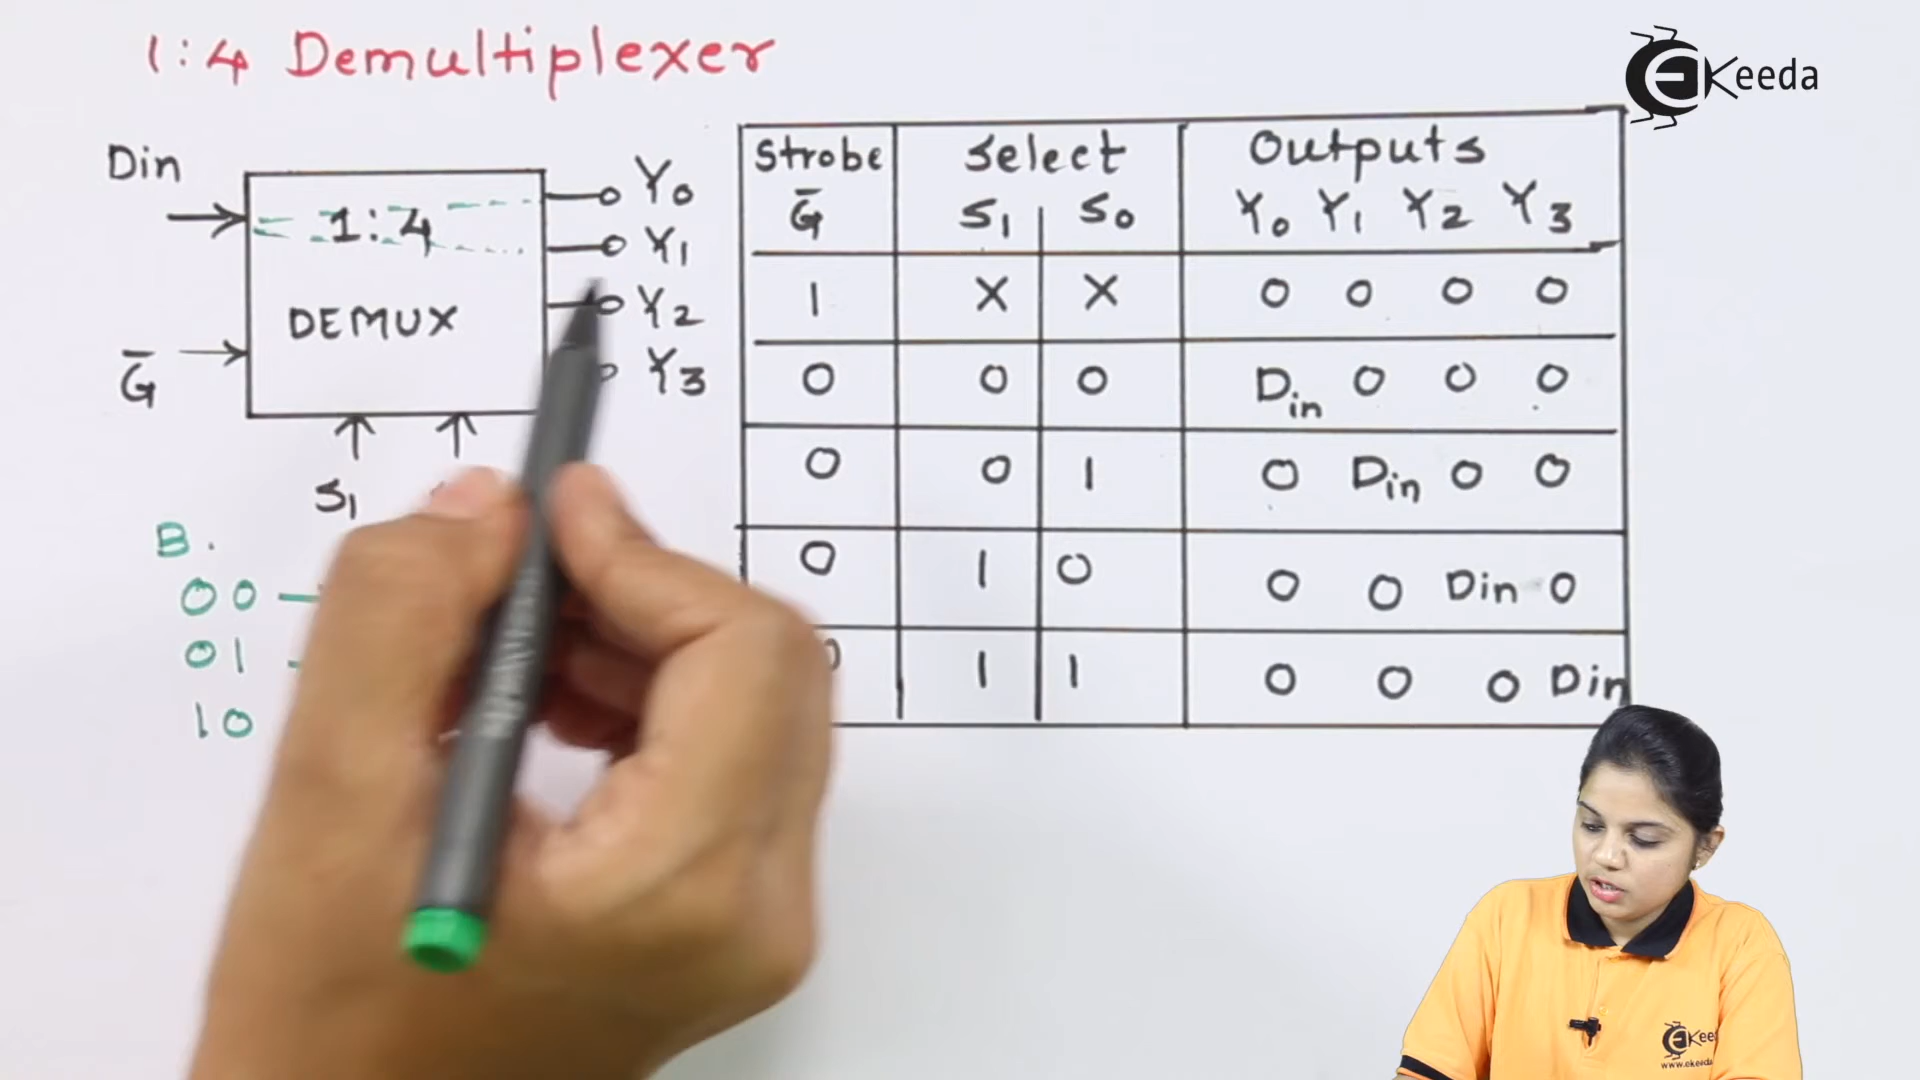 1:4 Demultiplexer
EKeeda
Din
1:4
DEMUX
G̅
S1
Y0
Y1
Y2
Y3
B.
00
01
10
Strobe Select Outputs
G̅ S1 S0 Y0 Y1 Y2 Y3
1 X X 0 0 0 0
0 0 0 Din 0 0 0
0 0 1 0 Din 0 0
0 1 0 0 0 Din 0
0 1 1 0 0 0 Din